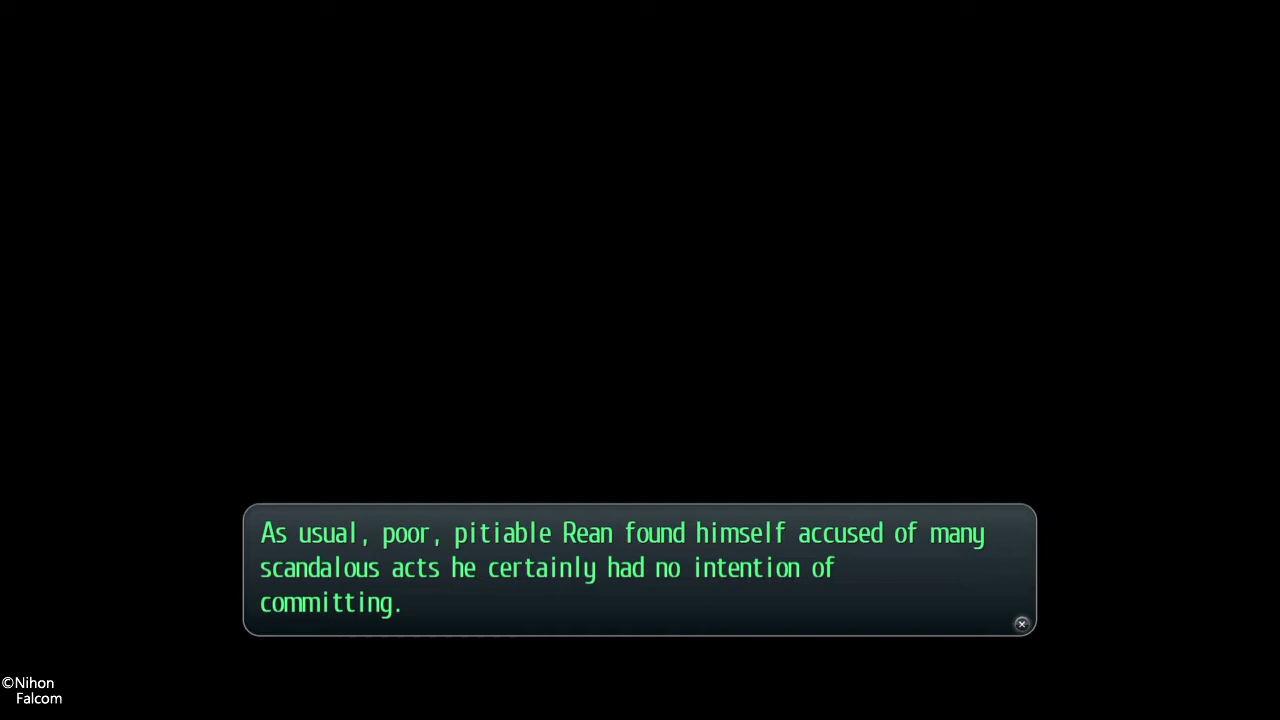 As usual, poor, pitiable Rean found himself accused of many
scandalous acts he certainly had no intention of
committing.
©Nihon
Falcom